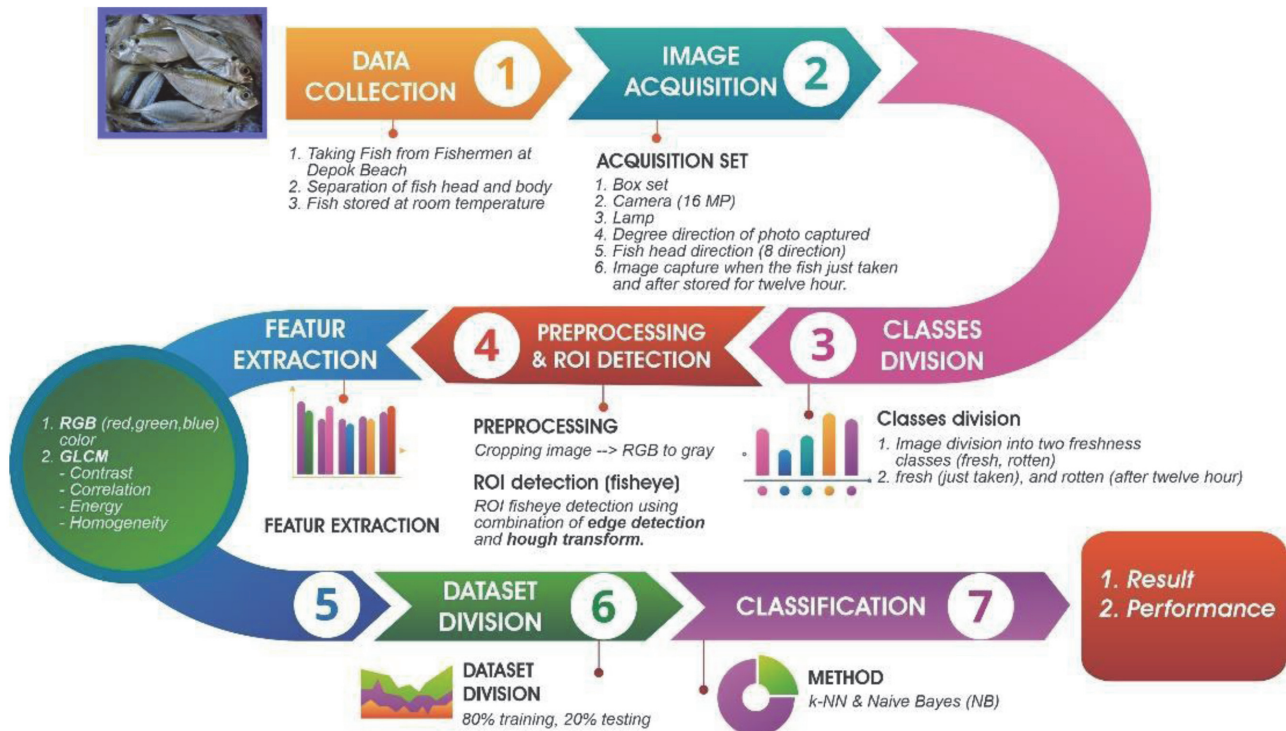 DATA
COLLECTION
1
1. Taking Fish from Fishermen at
Depok Beach
2. Separation of fish head and body
3. Fish stored at room temperature
IMAGE
ACQUISITION
2
ACQUISITION SET
1. Box set
2. Camera (16 MP)
3. Lamp
4. Degree direction of photo captured
5. Fish head direction (8 direction)
6. Image capture when the fish just taken
and after stored for twelve hour.
3
CLASSES
DIVISION
Classes division
1. Image division into two freshness
classes (fresh, rotten)
2. fresh (just taken), and rotten (after twelve hour)
4
PREPROCESSING
& ROI DETECTION
PREPROCESSING
Cropping image --> RGB to gray
ROI detection (fisheye)
ROI fisheye detection using
combination of edge detection
and hough transform.
FEATUR
EXTRACTION
FEATUR EXTRACTION
1. RGB (red,green,blue)
color
2. GLCM
- Contrast
- Correlation
- Energy
- Homogeneity
5
DATASET
DIVISION
6
DATASET
DIVISION
80% training, 20% testing
CLASSIFICATION
7
METHOD
k-NN & Naive Bayes (NB)
1. Result
2. Performance